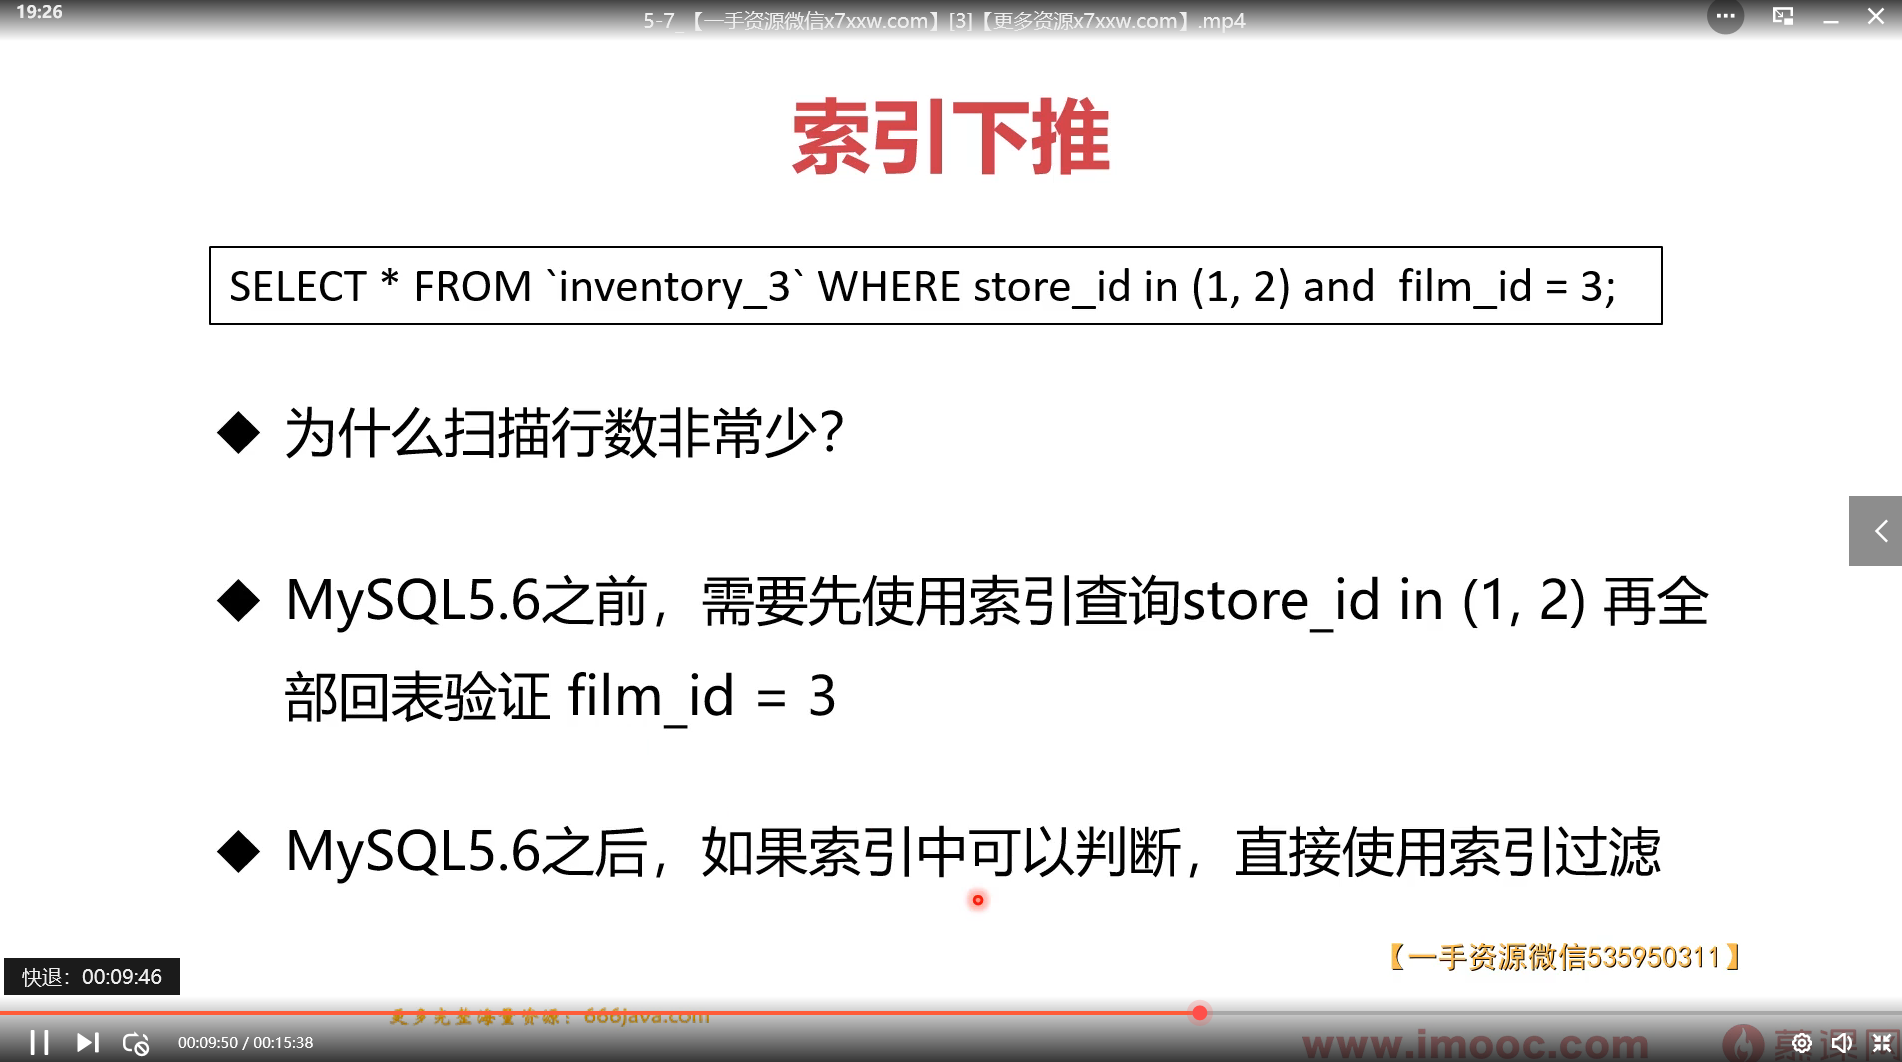 19:26
5-7_【一手资源微信x7xxw.com】[3]【更多资源x7xxw.com】.mp4
索引下推
SELECT * FROM `inventory_3` WHERE store_id in (1, 2) and film_id = 3;
为什么扫描行数非常少？
MySQL5.6之前，需要先使用索引查询store_id in (1, 2) 再全
部回表验证 film_id = 3
MySQL5.6之后，如果索引中可以判断，直接使用索引过滤
【一手资源微信535950311】
快退：00:09:46
更多完整海量资源：666java.com
00:09:50 / 00:15:38
www.imooc.com
慕课网